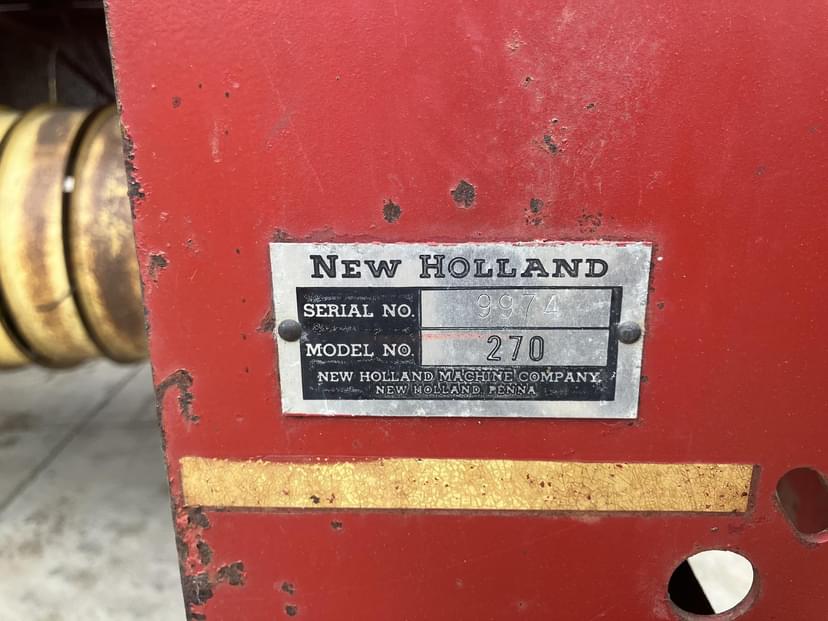 NEW HOLLAND
SERIAL NO. 9974
MODEL NO. 270
NEW HOLLAND MACHINE COMPANY
NEW HOLLAND, PENNA